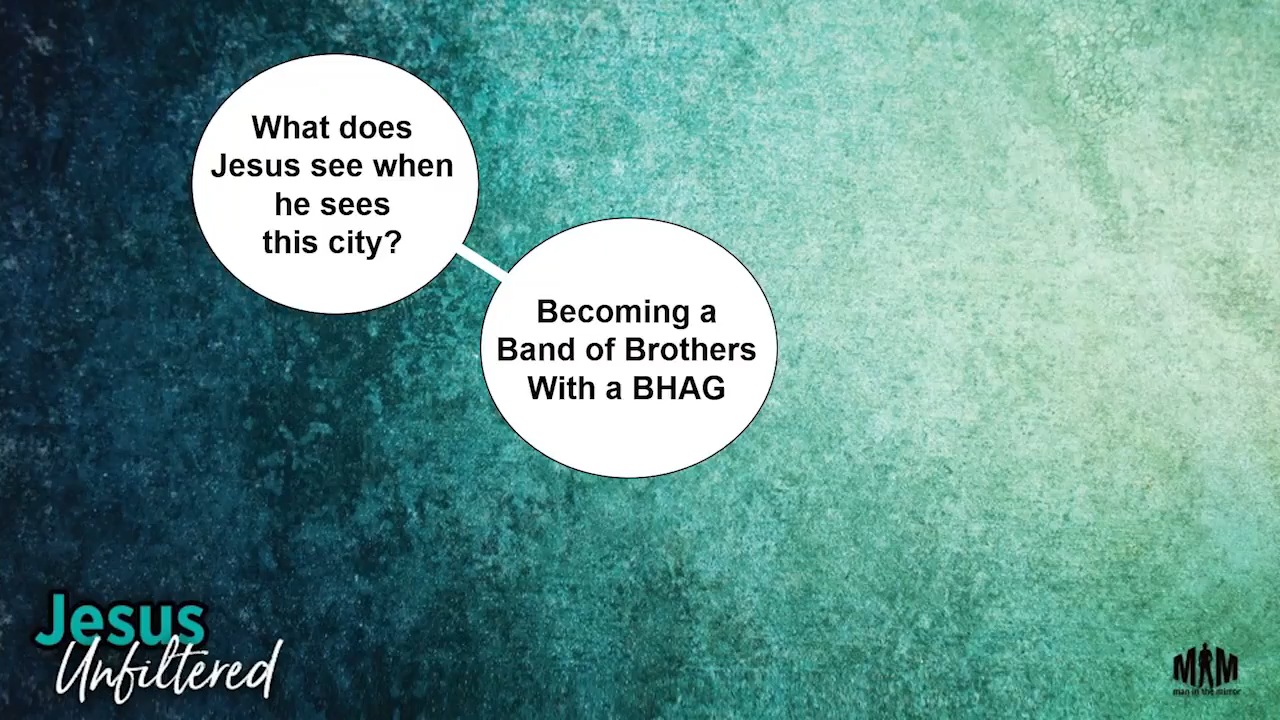 What does
Jesus see when
he sees
this city?
Becoming a
Band of Brothers
With a BHAG
Jesus
Unfiltered
MIM
man in the mirror